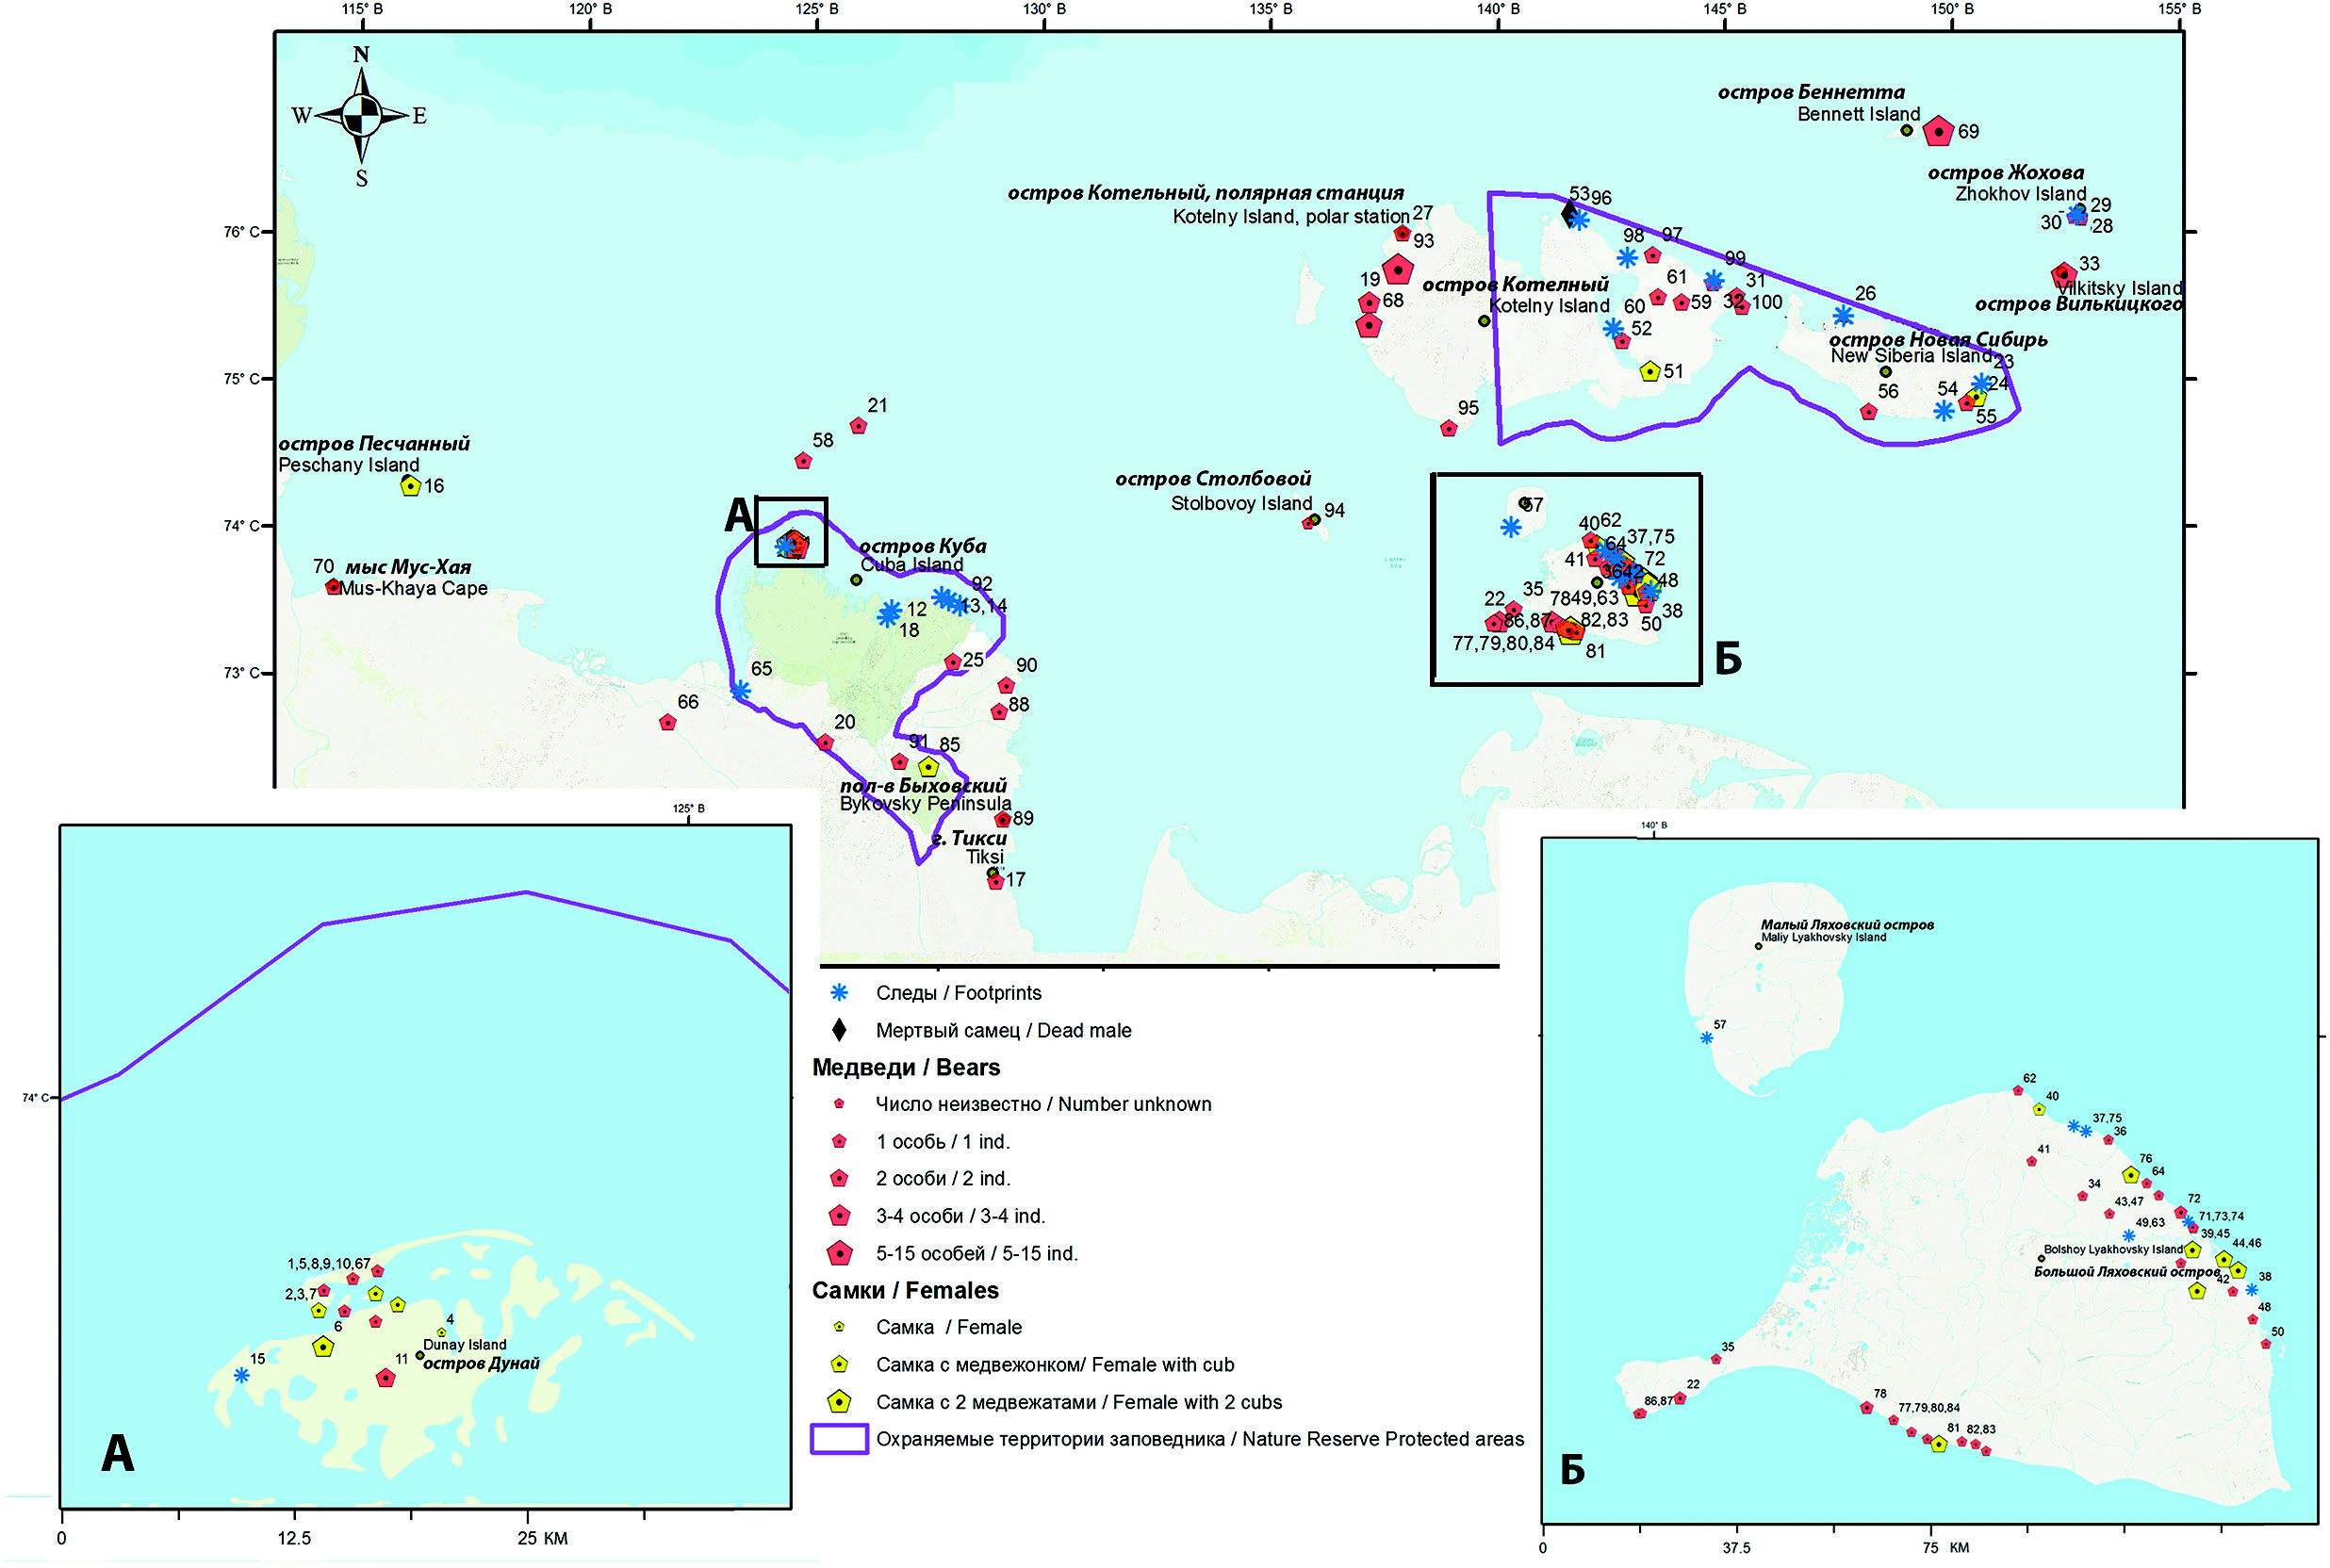 115° B
120° B
125° B
130° B
135° B
140° B
145° B
150° B
155° B
N
W
E
S
76° C
75° C
74° C
73° C
остров Беннетта
Bennett Island
69
остров Жохова
Zhokhov Island
29
30
28
33
Vilkitsky Island
остров Вилькицкого
остров Котельный, полярная станция
Kotelny Island, polar station
27
93
19
68
остров Котелный
Kotelny Island
95
53
96
98
97
99
61
31
60
59
32
100
52
51
26
остров Новая Сибирь
New Siberia Island
23
24
56
54
55
21
58
остров Песчанный
Peschany Island
16
остров Столбовой
Stolbovoy Island
94
А
остров Куба
Cuba Island
92
12
13,14
18
70
мыс Мус-Хая
Mus-Khaya Cape
65
66
25
90
88
20
91
85
пол-в Быховский
Bykovsky Peninsula
89
г. Тикси
Tiksi
17
57
40
62
37,75
64
41
72
36
42
48
35
22
78
49,63
38
86,87
82,83
50
77,79,80,84
81
Б
125° B
74° C
1,5,8,9,10,67
2,3,7
6
4
Dunay Island
остров Дунай
15
11
А
0
12.5
25 КМ
Следы / Footprints
Мертвый самец / Dead male
Медведи / Bears
Число неизвестно / Number unknown
1 особь / 1 ind.
2 особи / 2 ind.
3-4 особи / 3-4 ind.
5-15 особей / 5-15 ind.
Самки / Females
Самка / Female
Самка с медвежонком/ Female with cub
Самка с 2 медвежатами / Female with 2 cubs
Охраняемые территории заповедника / Nature Reserve Protected areas
140° B
Малый Ляховский остров
Maliy Lyakhovsky Island
57
62
40
37,75
36
41
76
64
34
43,47
72
71,73,74
49,63
39,45
Bolshoy Lyakhovsky Island
44,46
Большой Ляховский остров
42
38
48
50
35
22
86,87
78
77,79,80,84
81
82,83
Б
0
37.5
75 КМ